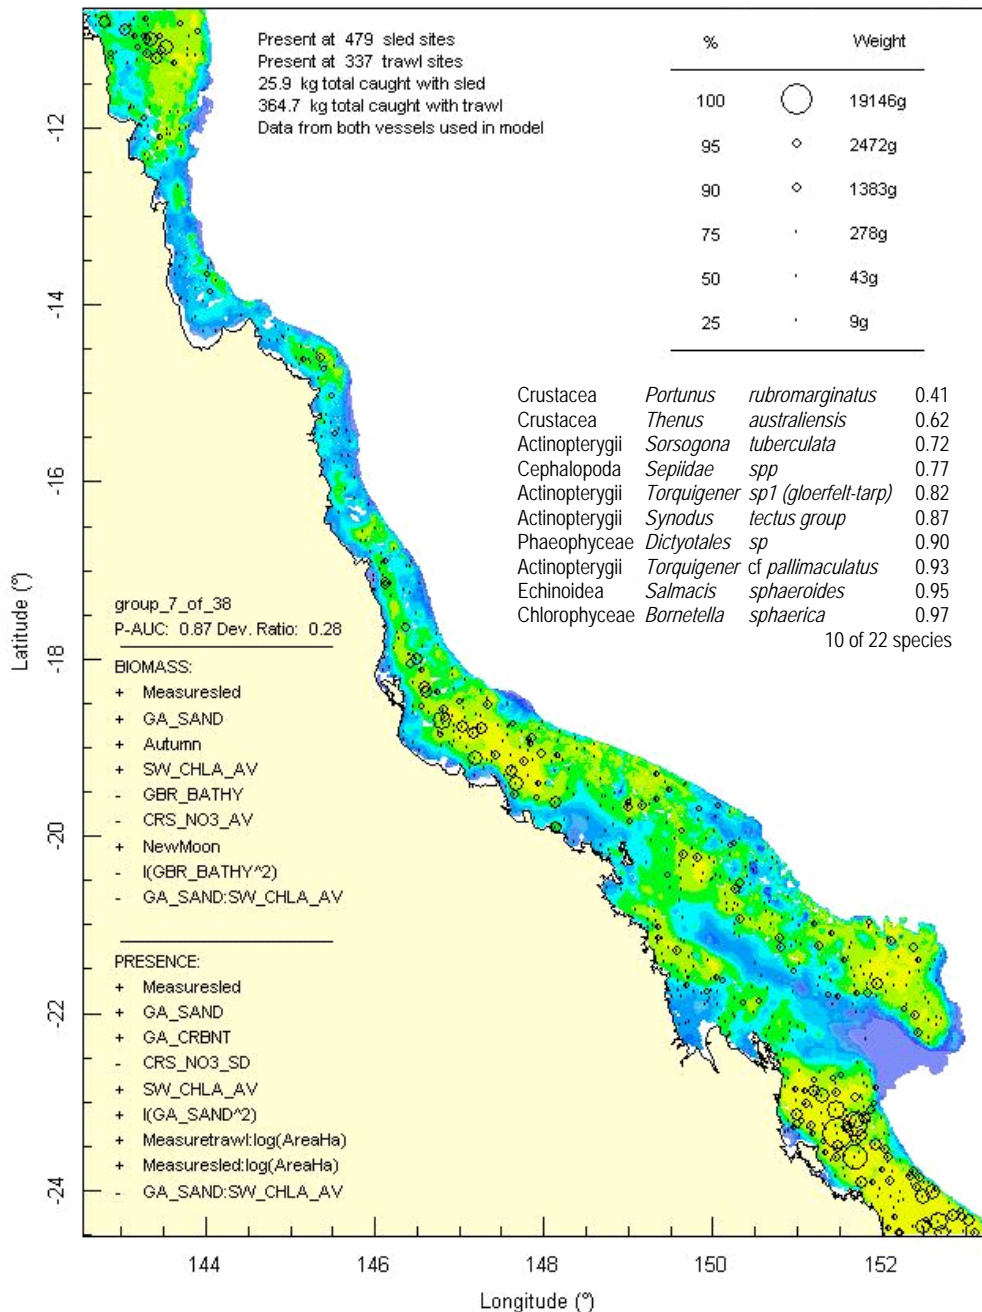 Present at 479 sled sites
Present at 337 trawl sites
25.9 kg total caught with sled
364.7 kg total caught with trawl
Data from both vessels used in model
% Weight
100 19146g
95 2472g
90 1383g
75 278g
50 43g
25 9g
Crustacea Portunus rubromarginatus 0.41
Crustacea Thenus australiensis 0.62
Actinopterygii Sorsogona tuberculata 0.72
Cephalopoda Sepiidae spp 0.77
Actinopterygii Torquigener sp1 (gloerfelt-tarp) 0.82
Actinopterygii Synodus tectus group 0.87
Phaeophyceae Dictyotales sp 0.90
Actinopterygii Torquigener cf pallimaculatus 0.93
Echinoidea Salmacis sphaeroides 0.95
Chlorophyceae Bornetella sphaerica 0.97
10 of 22 species
group_7_of_38
P-AUC: 0.87 Dev. Ratio: 0.28
BIOMASS:
+ Measuresled
+ GA_SAND
+ Autumn
+ SW_CHLA_AV
- GBR_BATHY
- CRS_NO3_AV
+ NewMoon
- I(GBR_BATHY^2)
- GA_SAND:SW_CHLA_AV
PRESENCE:
+ Measuresled
+ GA_SAND
+ GA_CRBNT
- CRS_NO3_SD
+ SW_CHLA_AV
+ I(GA_SAND^2)
+ Measuretrawl:log(AreaHa)
+ Measuresled:log(AreaHa)
- GA_SAND:SW_CHLA_AV
Latitude (°)
-12
-14
-16
-18
-20
-22
-24
144 146 148 150 152
Longitude (°)